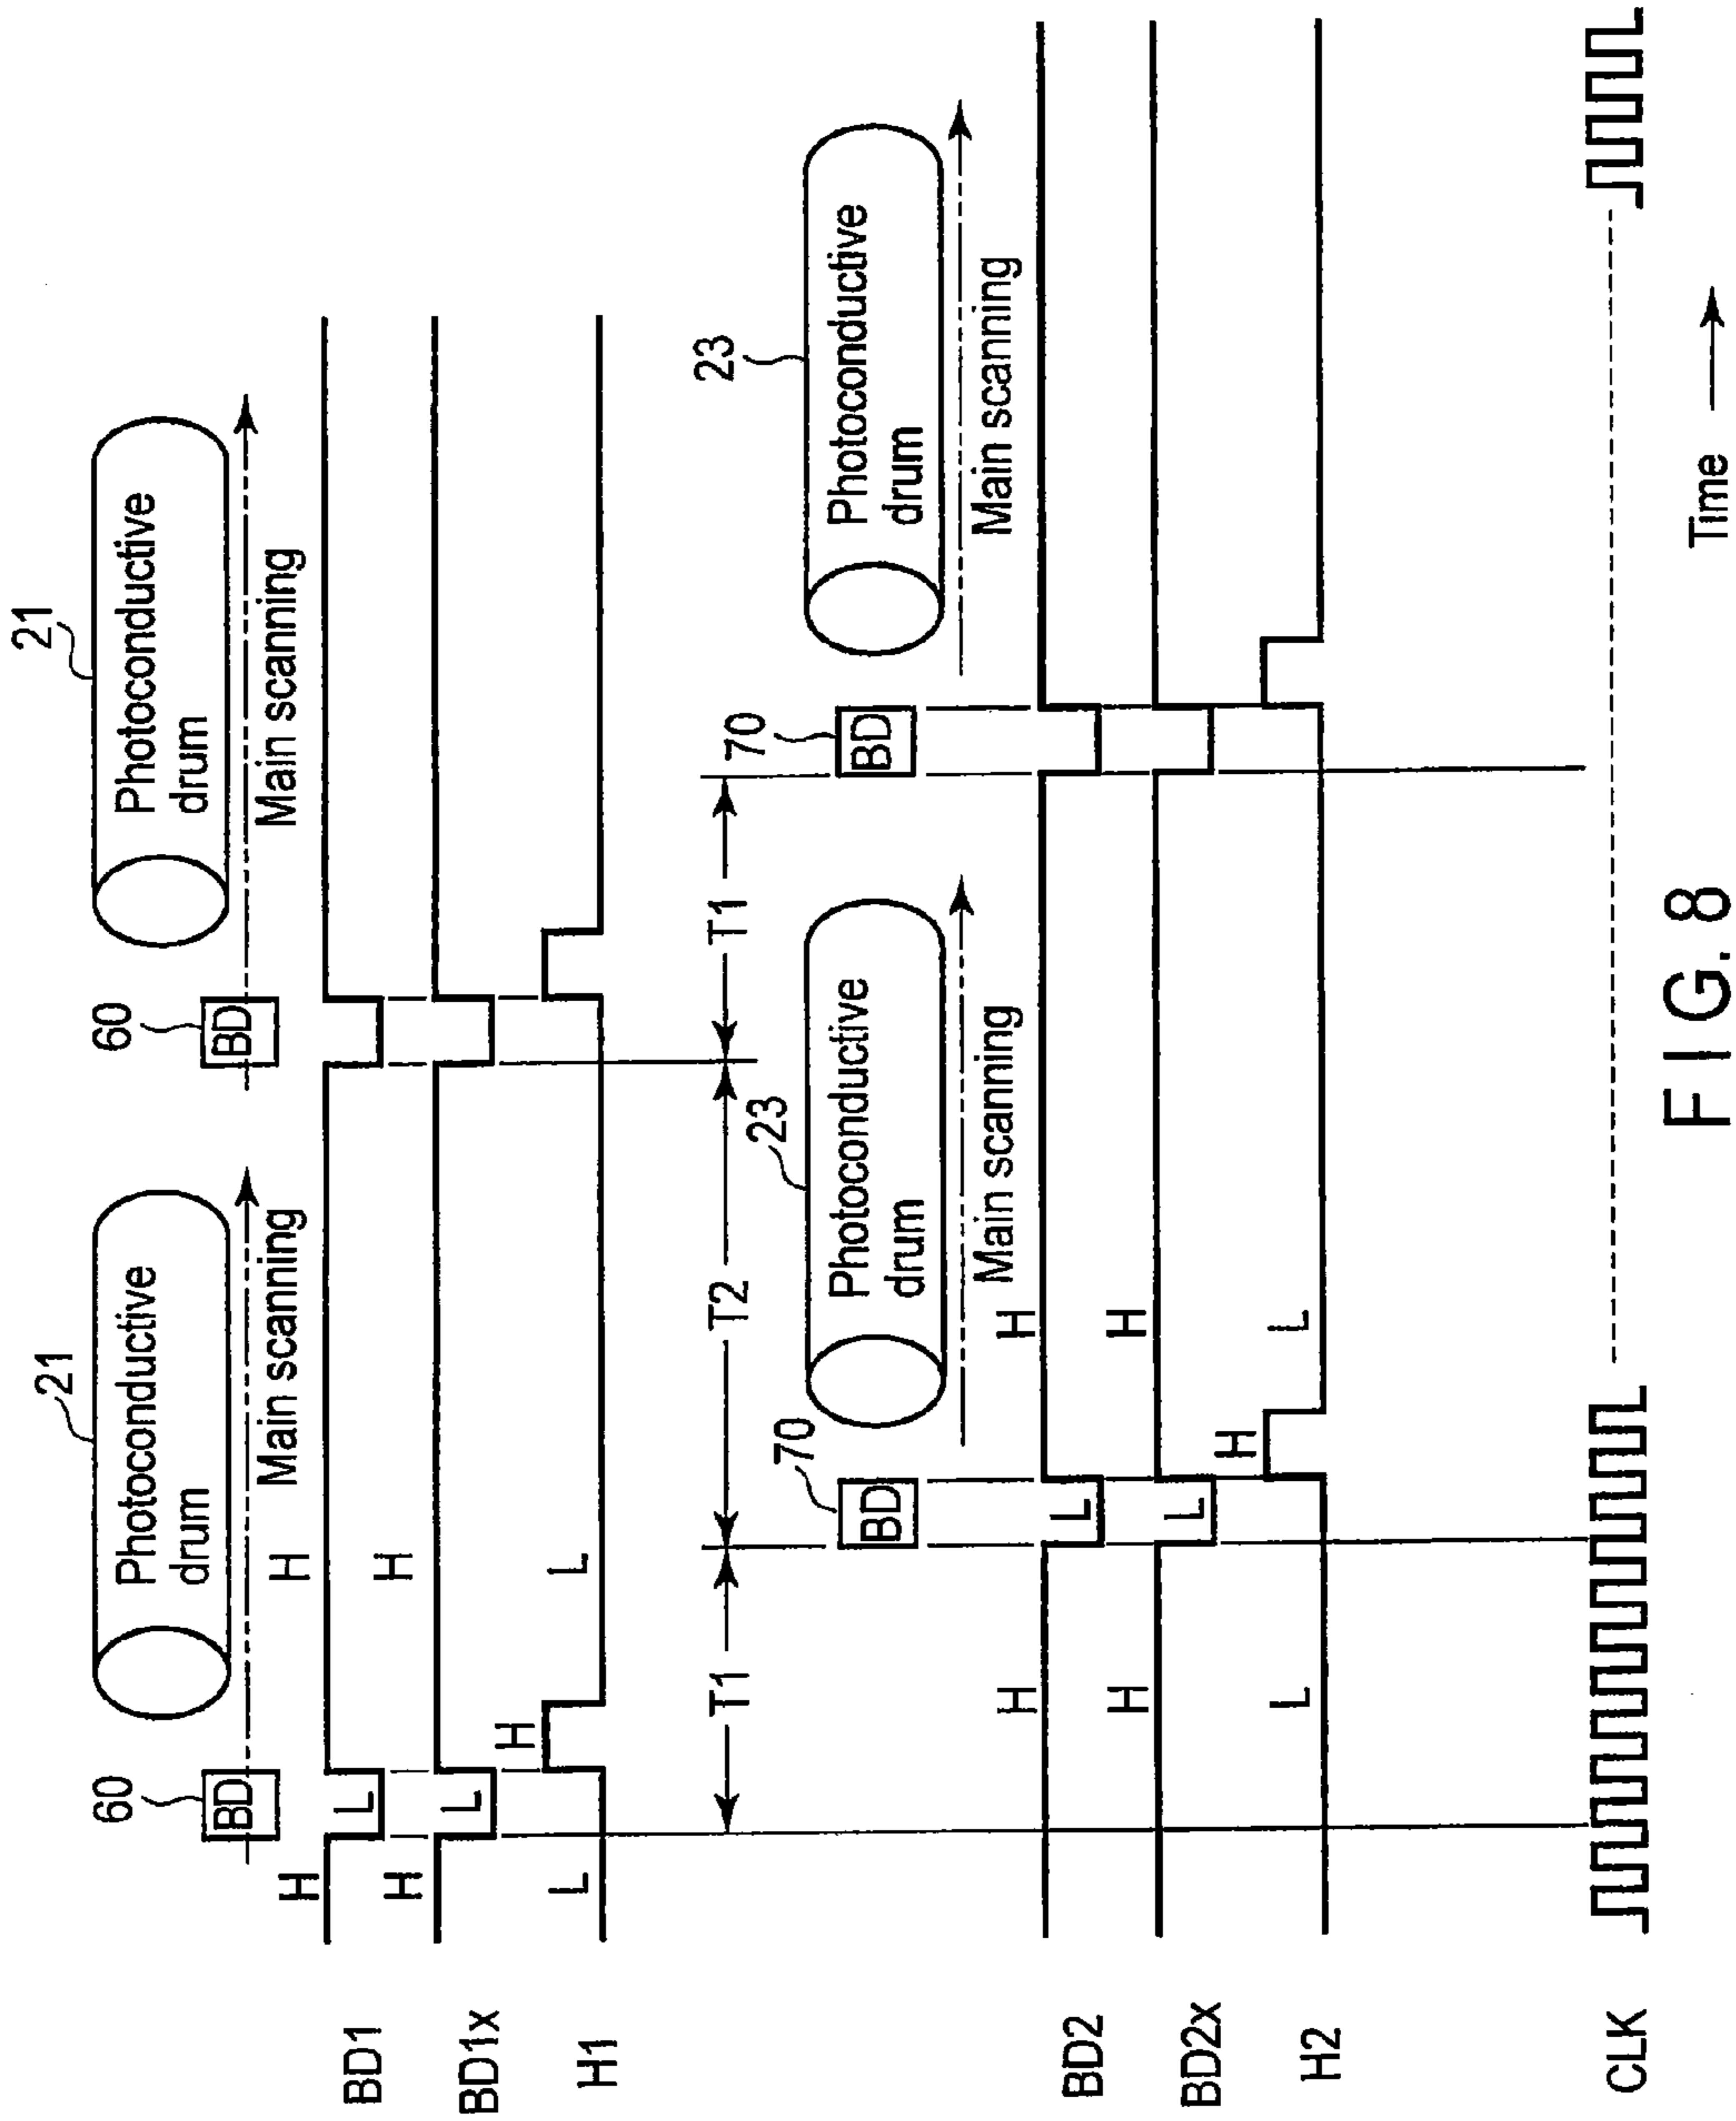 21
21
Photoconductive
drum
Photoconductive
drum
60
BD
Main scanning
60
BD
Main scanning
BD1
H
L
H
BD1x
H
L
H
H1
L
H
L
T1
T2
T1
70
BD
23
Photoconductive
drum
Main scanning
70
BD
23
Photoconductive
drum
Main scanning
BD2
H
L
H
BD2x
H
L
H
H2
L
H
L
CLK
Time
FIG. 8